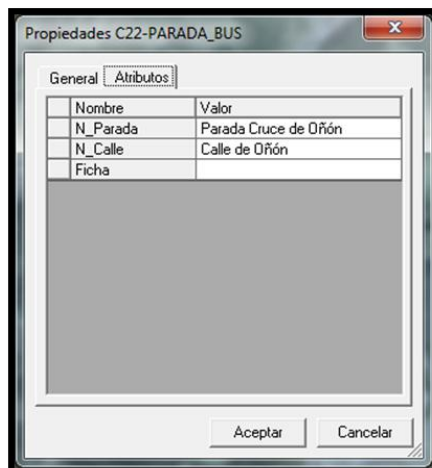 Propiedades C22-PARADA_BUS
General Atributos
Nombre Valor
N_Parada Parada Cruce de Oñón
N_Calle Calle de Oñón
Ficha
Aceptar Cancelar